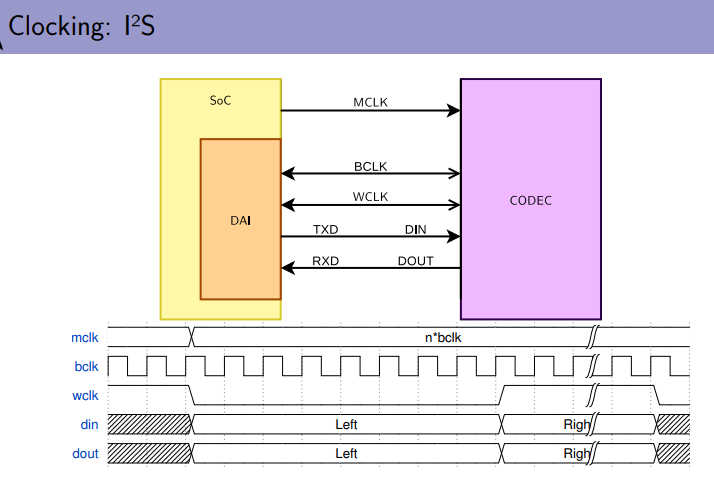 Clocking: I²S
SoC
MCLK
BCLK
WCLK
CODEC
DAI
TXD DIN
RXD DOUT
mclk n*bclk
bclk
wclk
din Left Righ
dout Left Righ